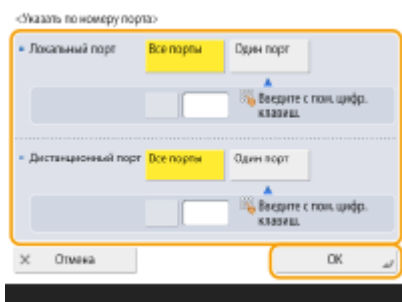 <Указать по номеру порта>
Локальный порт Все порты Один порт
Введите с пом. цифр.
клавиш.
Дистанционный порт Все порты Один порт
Введите с пом. цифр.
клавиш.
Отмена OK